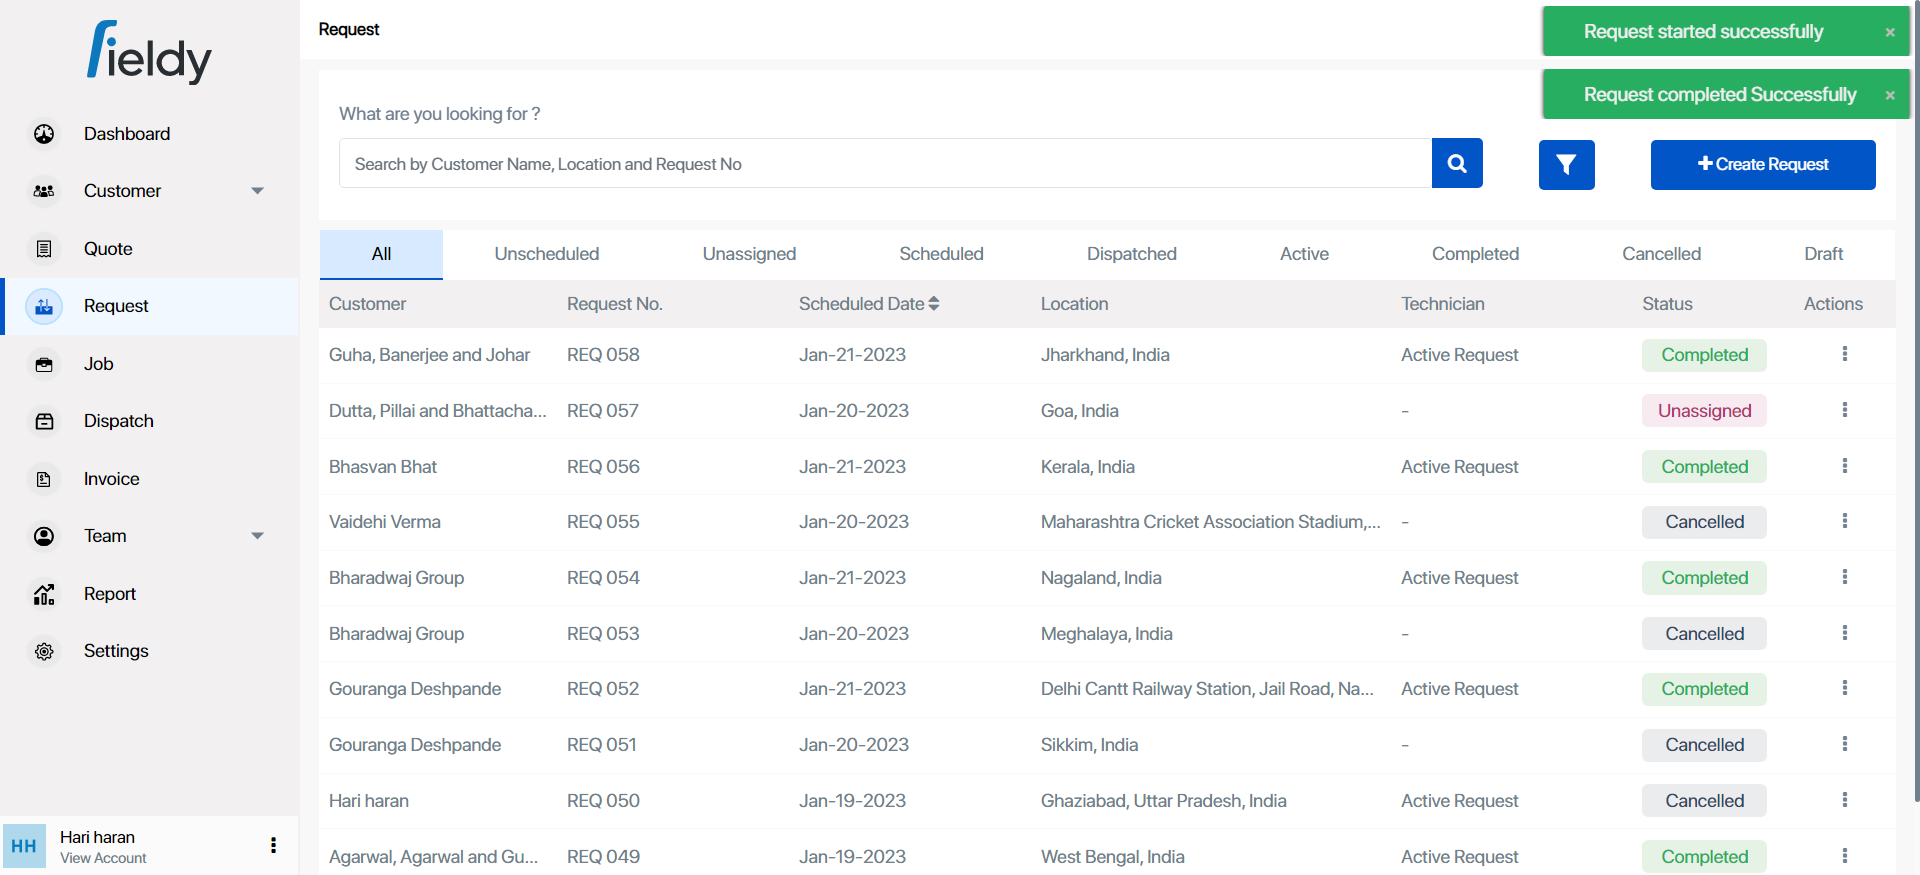 fieldy
Dashboard
Customer
Quote
Request
Job
Dispatch
Invoice
Team
Report
Settings
HH
Hari haran
View Account
Request
Request started successfully ×
Request completed Successfully ×
What are you looking for ?
Search by Customer Name, Location and Request No
Create Request
All Unscheduled Unassigned Scheduled Dispatched Active Completed Cancelled Draft
Customer Request No. Scheduled Date Location Technician Status Actions
Guha, Banerjee and Johar REQ 058 Jan-21-2023 Jharkhand, India Active Request Completed
Dutta, Pillai and Bhattacha... REQ 057 Jan-20-2023 Goa, India - Unassigned
Bhasvan Bhat REQ 056 Jan-21-2023 Kerala, India Active Request Completed
Vaidehi Verma REQ 055 Jan-20-2023 Maharashtra Cricket Association Stadium,... - Cancelled
Bharadwaj Group REQ 054 Jan-21-2023 Nagaland, India Active Request Completed
Bharadwaj Group REQ 053 Jan-20-2023 Meghalaya, India - Cancelled
Gouranga Deshpande REQ 052 Jan-21-2023 Delhi Cantt Railway Station, Jail Road, Na... Active Request Completed
Gouranga Deshpande REQ 051 Jan-20-2023 Sikkim, India - Cancelled
Hari haran REQ 050 Jan-19-2023 Ghaziabad, Uttar Pradesh, India Active Request Cancelled
Agarwal, Agarwal and Gu... REQ 049 Jan-19-2023 West Bengal, India Active Request Completed